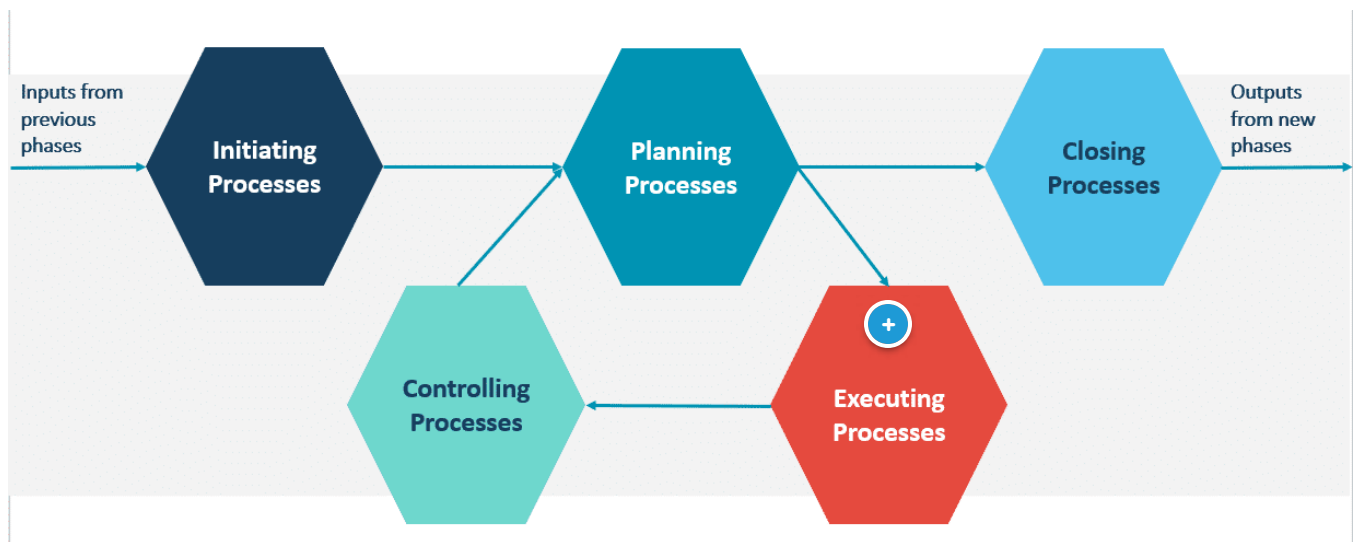 Inputs from
previous
phases
Initiating
Processes
Planning
Processes
Closing
Processes
Outputs
from new
phases
Controlling
Processes
+
Executing
Processes